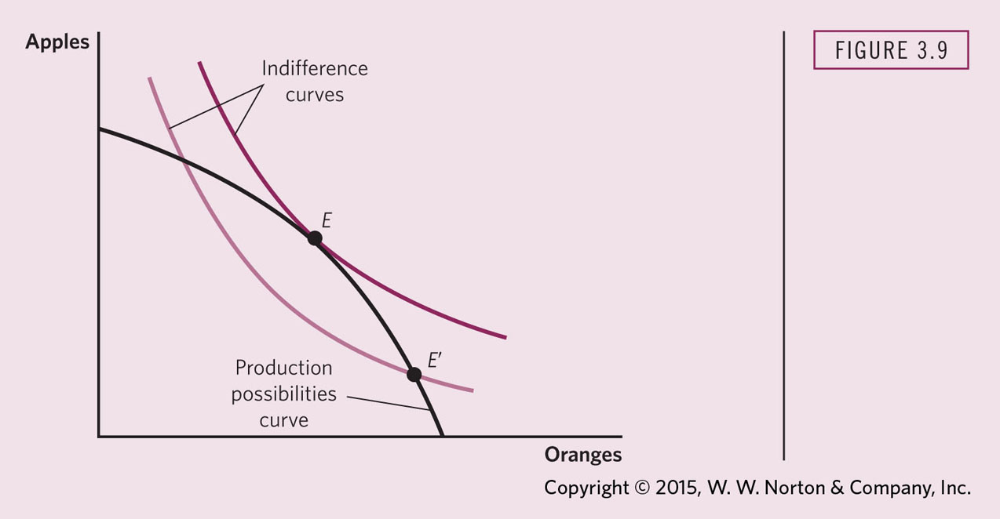 Apples
Indifference
curves
FIGURE 3.9
E
E′
Production
possibilities
curve
Oranges
Copyright © 2015, W. W. Norton & Company, Inc.